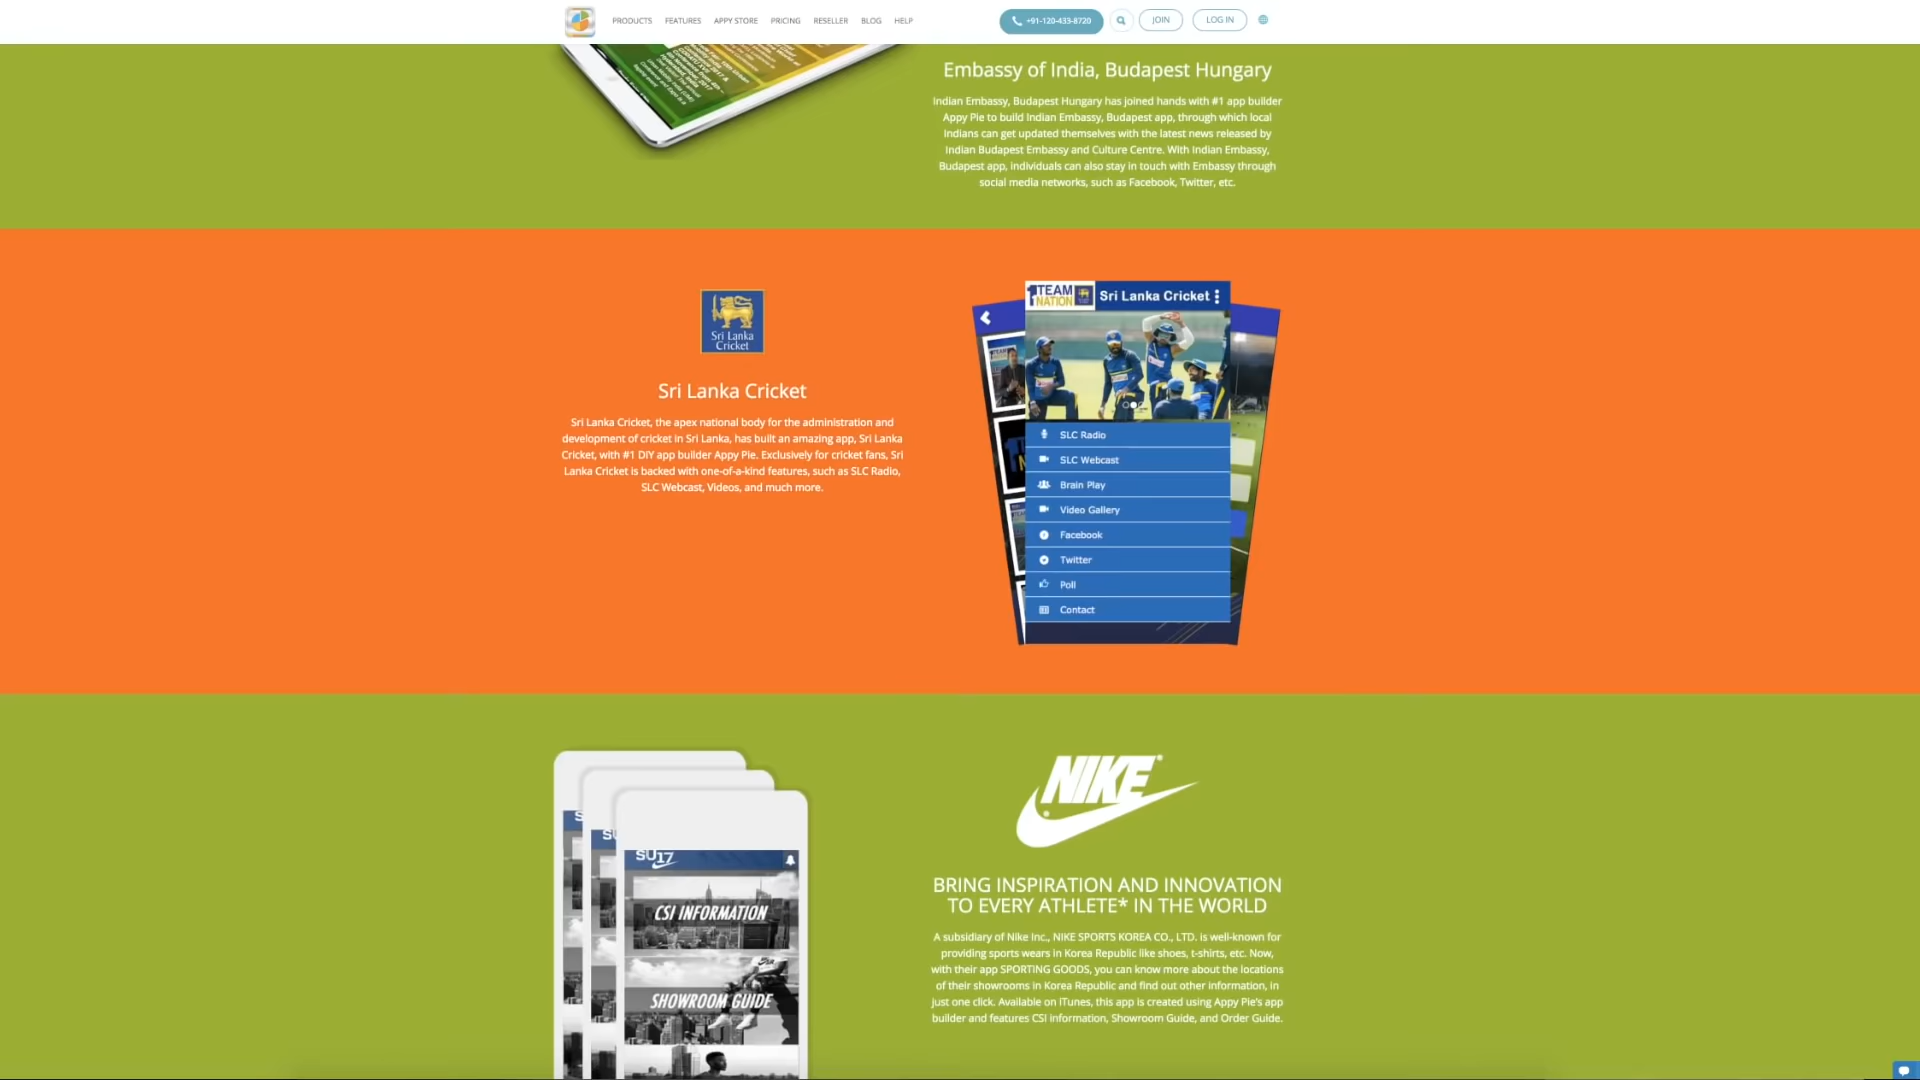 PRODUCTS FEATURES APPY STORE PRICING RESELLER BLOG HELP +91-120-433-8720 JOIN LOG IN
Embassy of India, Budapest Hungary
Indian Embassy, Budapest Hungary has joined hands with #1 app builder
Appy Pie to build Indian Embassy, Budapest app, through which local
Indians can get updated themselves with the latest news released by
Indian Budapest Embassy and Culture Centre. With Indian Embassy,
Budapest app, individuals can also stay in touch with Embassy through
social media networks, such as Facebook, Twitter, etc.
Sri Lanka
Cricket
Sri Lanka Cricket
Sri Lanka Cricket, the apex national body for the administration and
development of cricket in Sri Lanka, has built an amazing app, Sri Lanka
Cricket, with #1 DIY app builder Appy Pie. Exclusively for cricket fans, Sri
Lanka Cricket is backed with one-of-a-kind features, such as SLC Radio,
SLC Webcast, Videos, and much more.
1TEAM
NATION
Sri Lanka Cricket
SLC Radio
SLC Webcast
Brain Play
Video Gallery
Facebook
Twitter
Poll
Contact
SU17
CSI INFORMATION
SHOWROOM GUIDE
NIKE
BRING INSPIRATION AND INNOVATION
TO EVERY ATHLETE* IN THE WORLD
A subsidiary of Nike Inc., NIKE SPORTS KOREA CO., LTD. is well-known for
providing sports wears in Korea Republic like shoes, t-shirts, etc. Now,
with their app SPORTING GOODS, you can know more about the locations
of their showrooms in Korea Republic and find out other information, in
just one click. Available on iTunes, this app is created using Appy Pie's app
builder and features CSI information, Showroom Guide, and Order Guide.